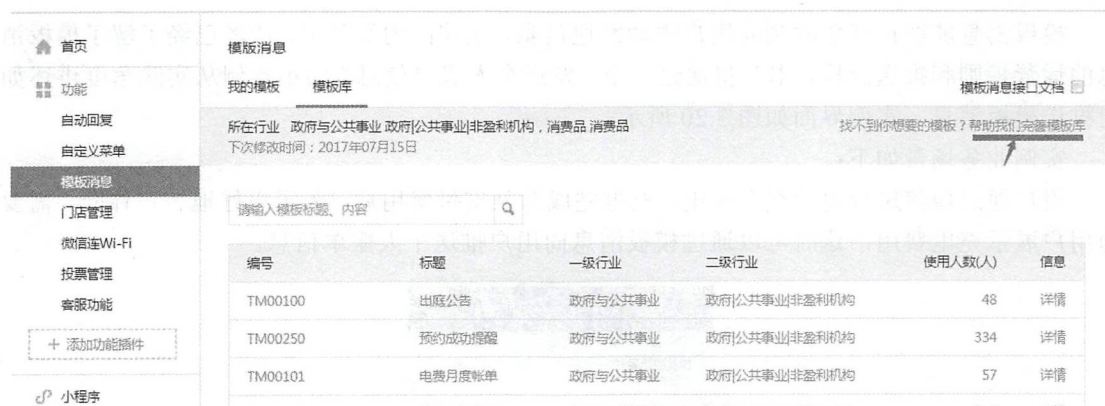 首页
功能
自动回复
自定义菜单
模板消息
门店管理
微信连Wi-Fi
投票管理
客服功能
+ 添加功能插件
小程序
模版消息
我的模板 模板库
模板消息接口文档
所在行业 政府与公共事业 政府|公共事业|非盈利机构，消费品 消费品
找不到你想要的模板？帮助我们完善模板库
下次修改时间：2017年07月15日
请输入模板标题、内容
编号 标题 一级行业 二级行业 使用人数(人) 信息
TM00100 出庭公告 政府与公共事业 政府|公共事业|非盈利机构 48 详情
TM00250 预约成功提醒 政府与公共事业 政府|公共事业|非盈利机构 334 详情
TM00101 电费月度帐单 政府与公共事业 政府|公共事业|非盈利机构 57 详情